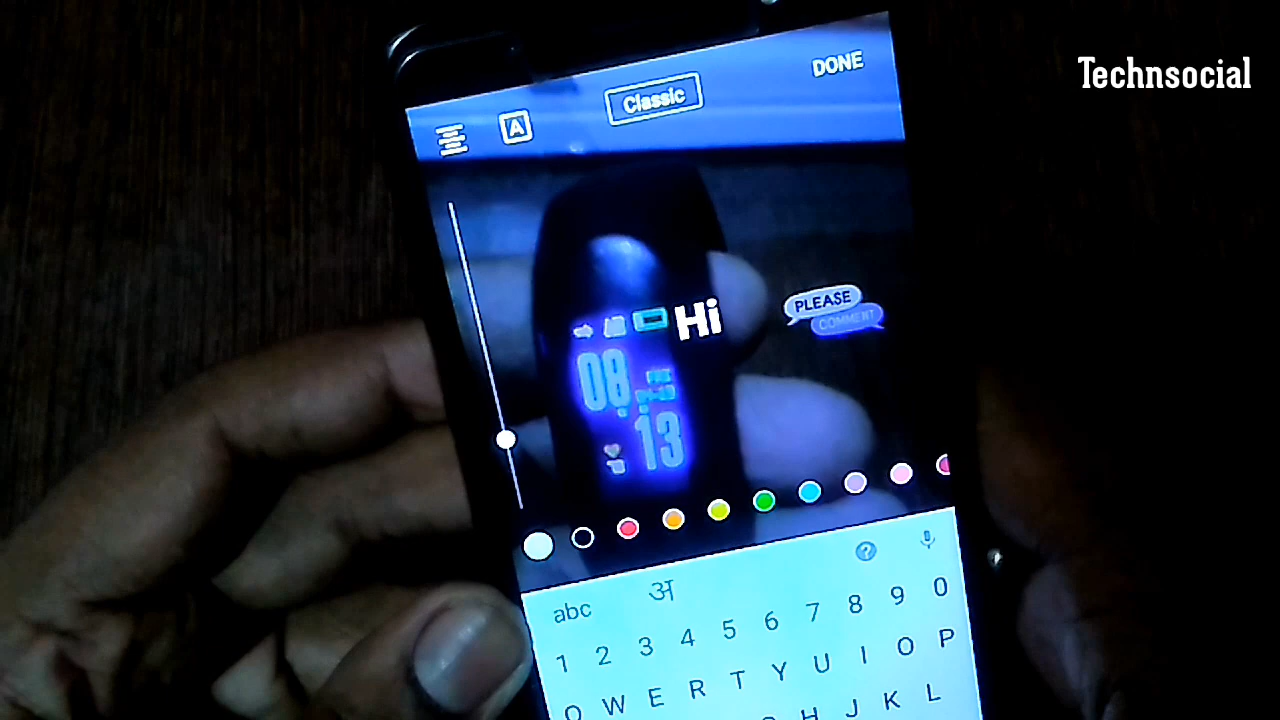 Technsocial
DONE
Classic
A
Hi
PLEASE
COMMENT
08
13
abc अ
1 2 3 4 5 6 7 8 9 0
Q W E R T Y U I O P
H J K L